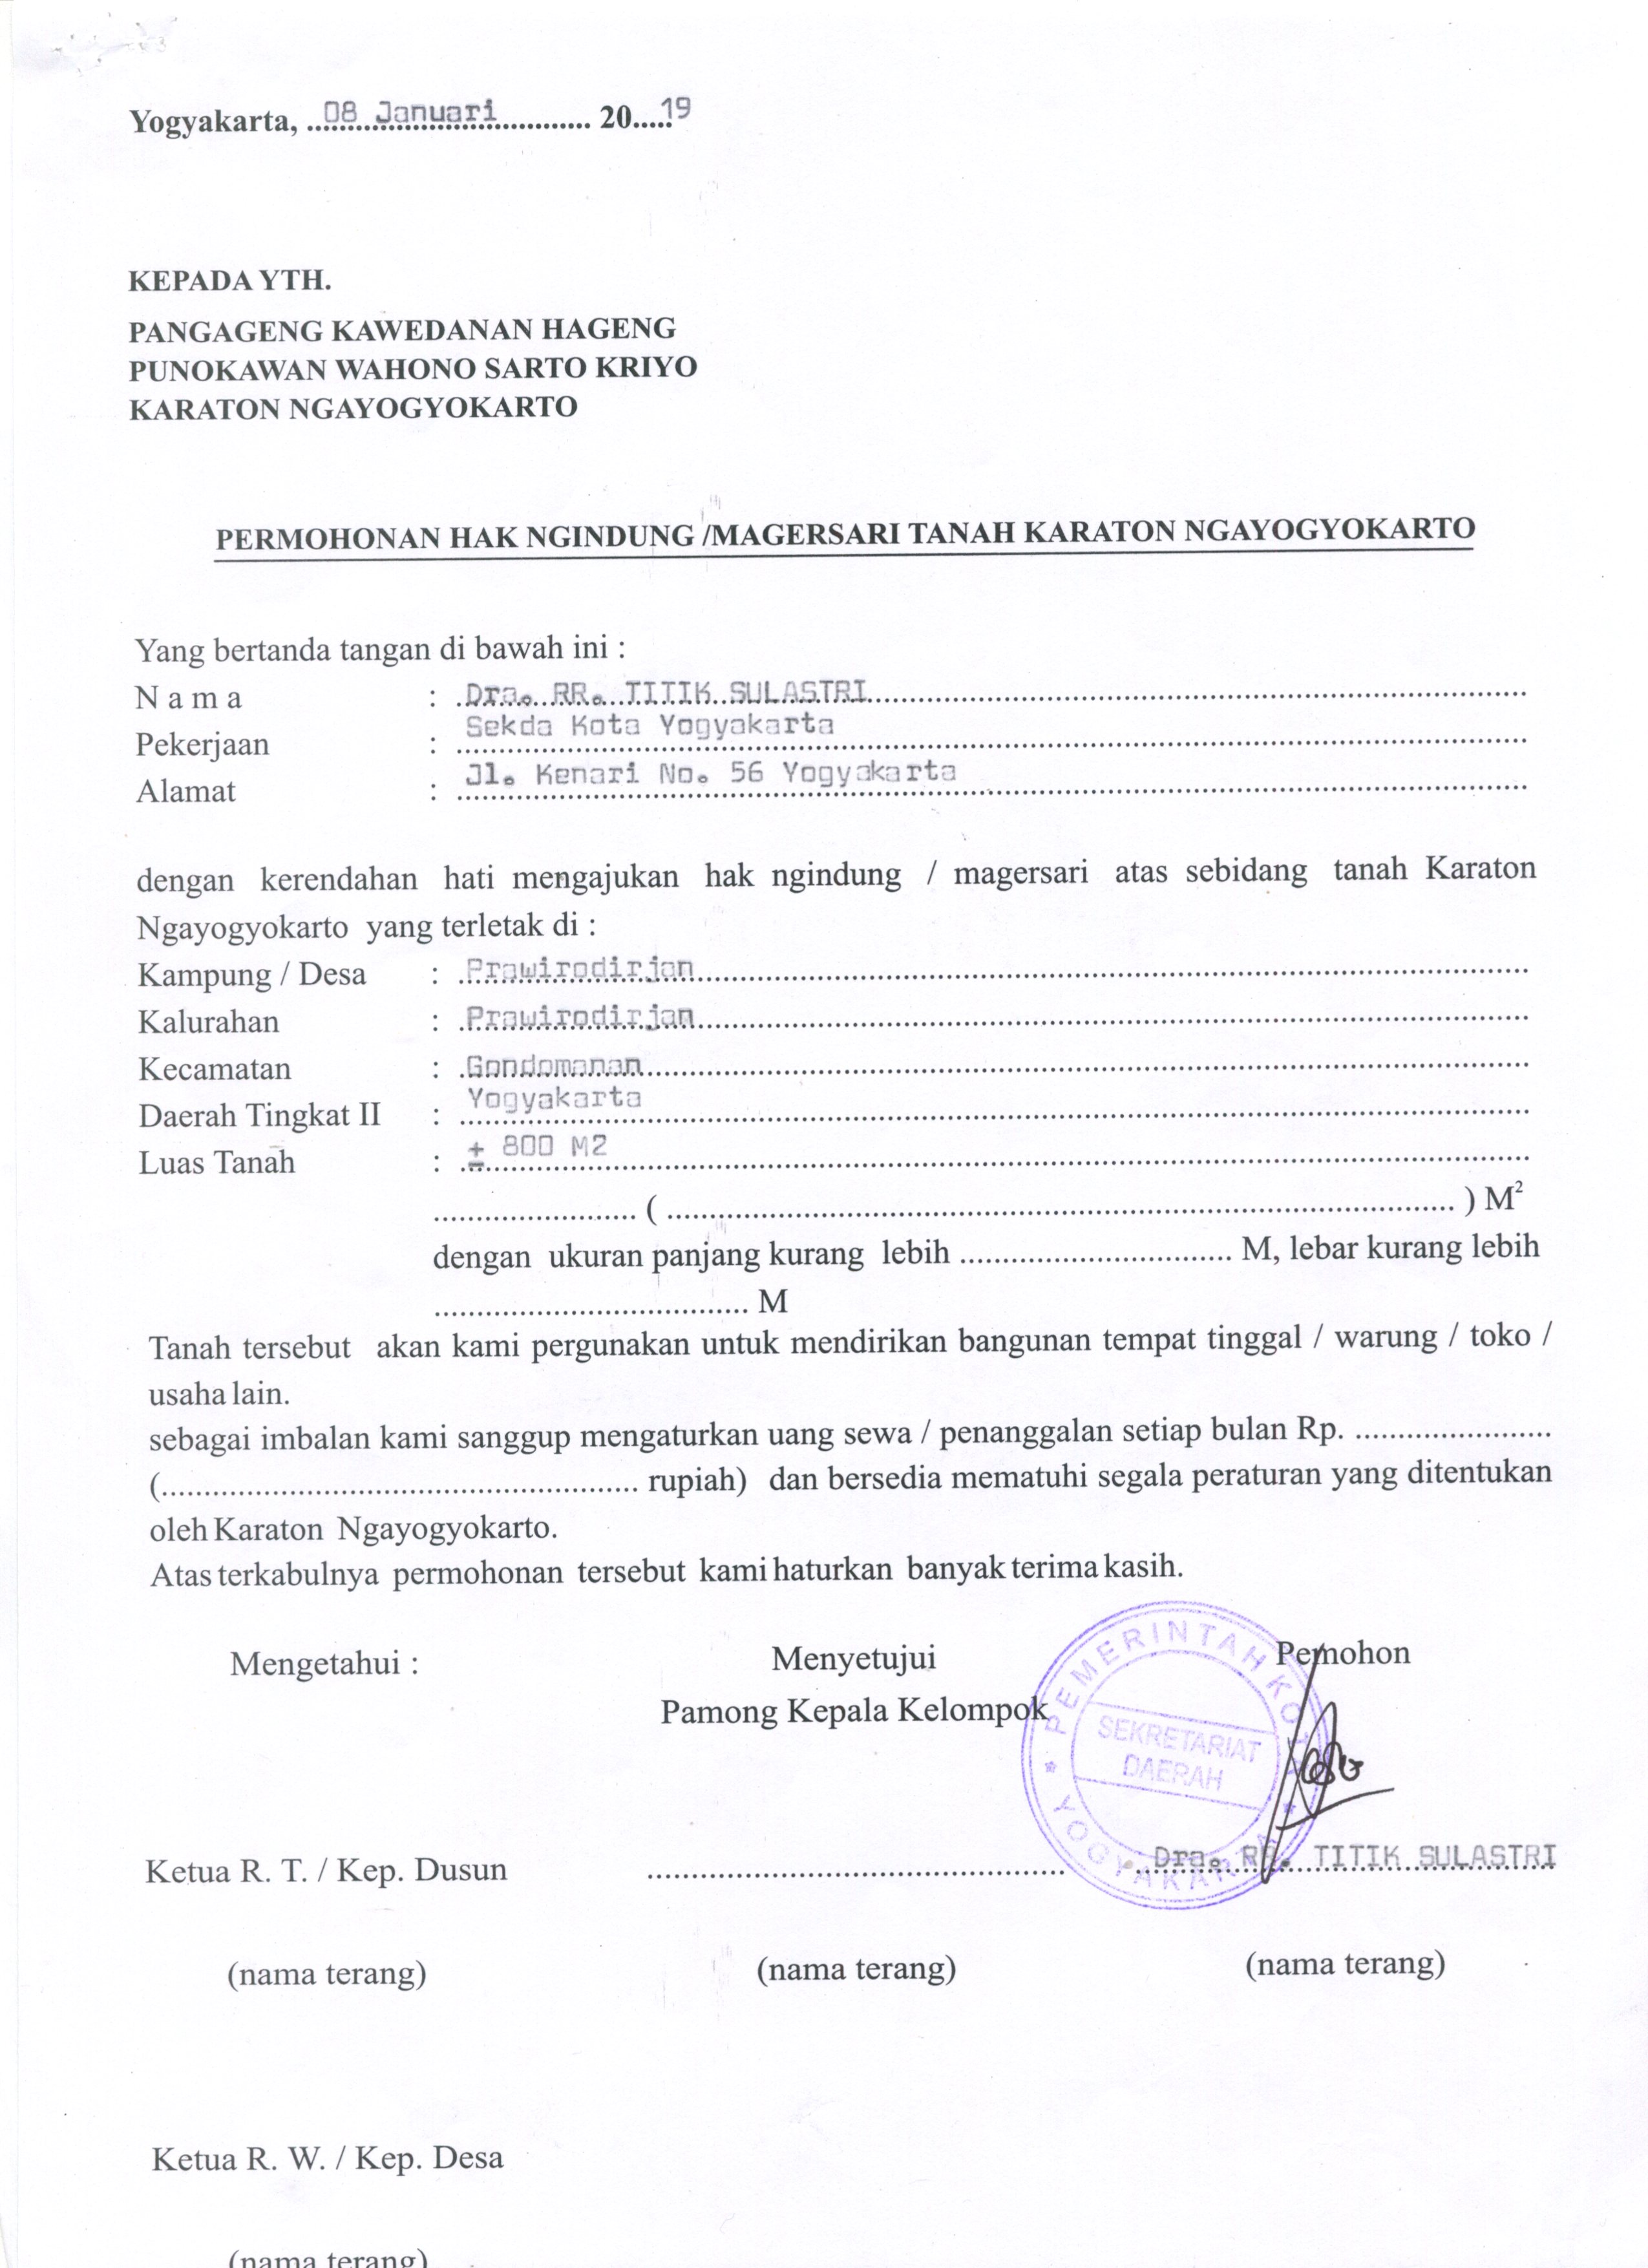 Yogyakarta, ..08 Januari.......... 20.....19
KEPADA YTH.
PANGAGENG KAWEDANAN HAGENG
PUNOKAWAN WAHONO SARTO KRIYO
KARATON NGAYOGYOKARTO
PERMOHONAN HAK NGINDUNG /MAGERSARI TANAH KARATON NGAYOGYOKARTO
Yang bertanda tangan di bawah ini :
N a m a : Dra. RR. TITIK SULASTRI
Pekerjaan : Sekda Kota Yogyakarta
Alamat : Jl. Kenari No. 56 Yogyakarta
dengan kerendahan hati mengajukan hak ngindung / magersari atas sebidang tanah Karaton
Ngayogyokarto yang terletak di :
Kampung / Desa : Prawirodirjan
Kalurahan : Prawirodirjan
Kecamatan : Gondomanan
Daerah Tingkat II : Yogyakarta
Luas Tanah : ± 800 M2
........................ ( ........................................................ ) M²
dengan ukuran panjang kurang lebih ................................ M, lebar kurang lebih
..................................... M
Tanah tersebut akan kami pergunakan untuk mendirikan bangunan tempat tinggal / warung / toko /
usaha lain.
sebagai imbalan kami sanggup mengaturkan uang sewa / penanggalan setiap bulan Rp. .......................
(........................................................ rupiah) dan bersedia mematuhi segala peraturan yang ditentukan
oleh Karaton Ngayogyokarto.
Atas terkabulnya permohonan tersebut kami haturkan banyak terima kasih.
Mengetahui : Menyetujui Pemohon
Pamong Kepala Kelompok
PEMERINTAH KOTA
SEKRETARIAT
DAERAH
YOGYAKARTA
Ketua R. T. / Kep. Dusun ................................................. Dra. RR. TITIK SULASTRI
(nama terang) (nama terang) (nama terang)
Ketua R. W. / Kep. Desa
(nama terang)